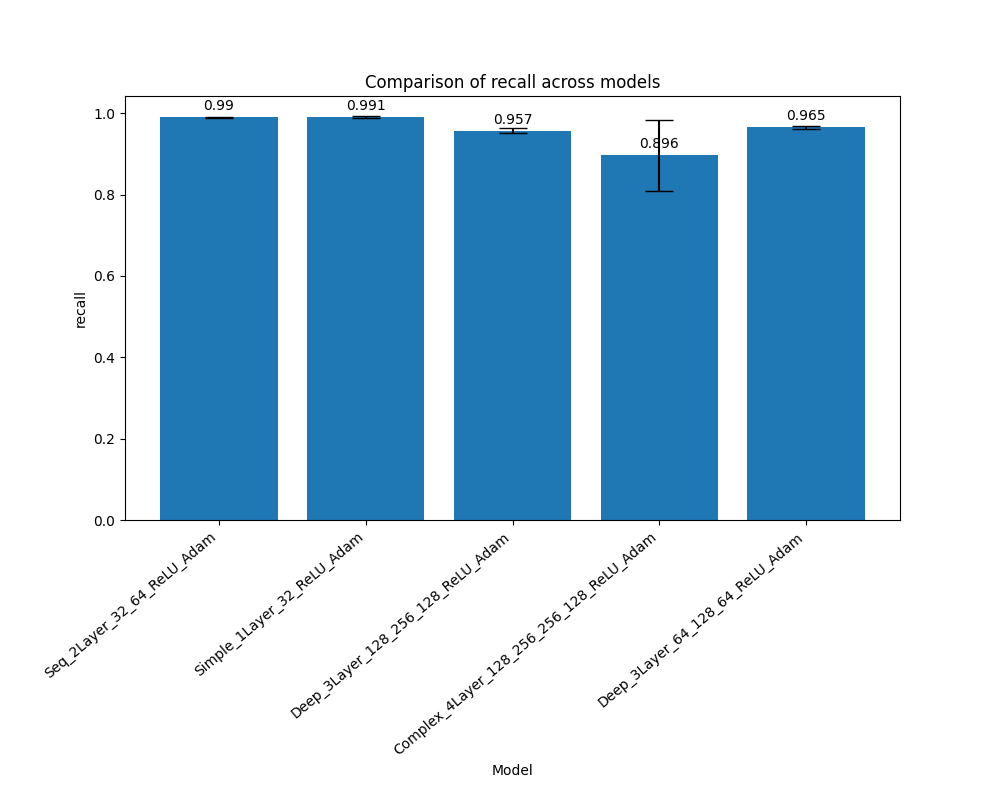 Comparison of recall across models
0.99
0.991
0.957
0.896
0.965
1.0
0.8
0.6
0.4
0.2
0.0
recall
Seq_2Layer_32_64_ReLU_Adam
Simple_1Layer_32_ReLU_Adam
Deep_3Layer_128_256_128_ReLU_Adam
Complex_4Layer_128_256_256_128_ReLU_Adam
Deep_3Layer_64_128_64_ReLU_Adam
Model